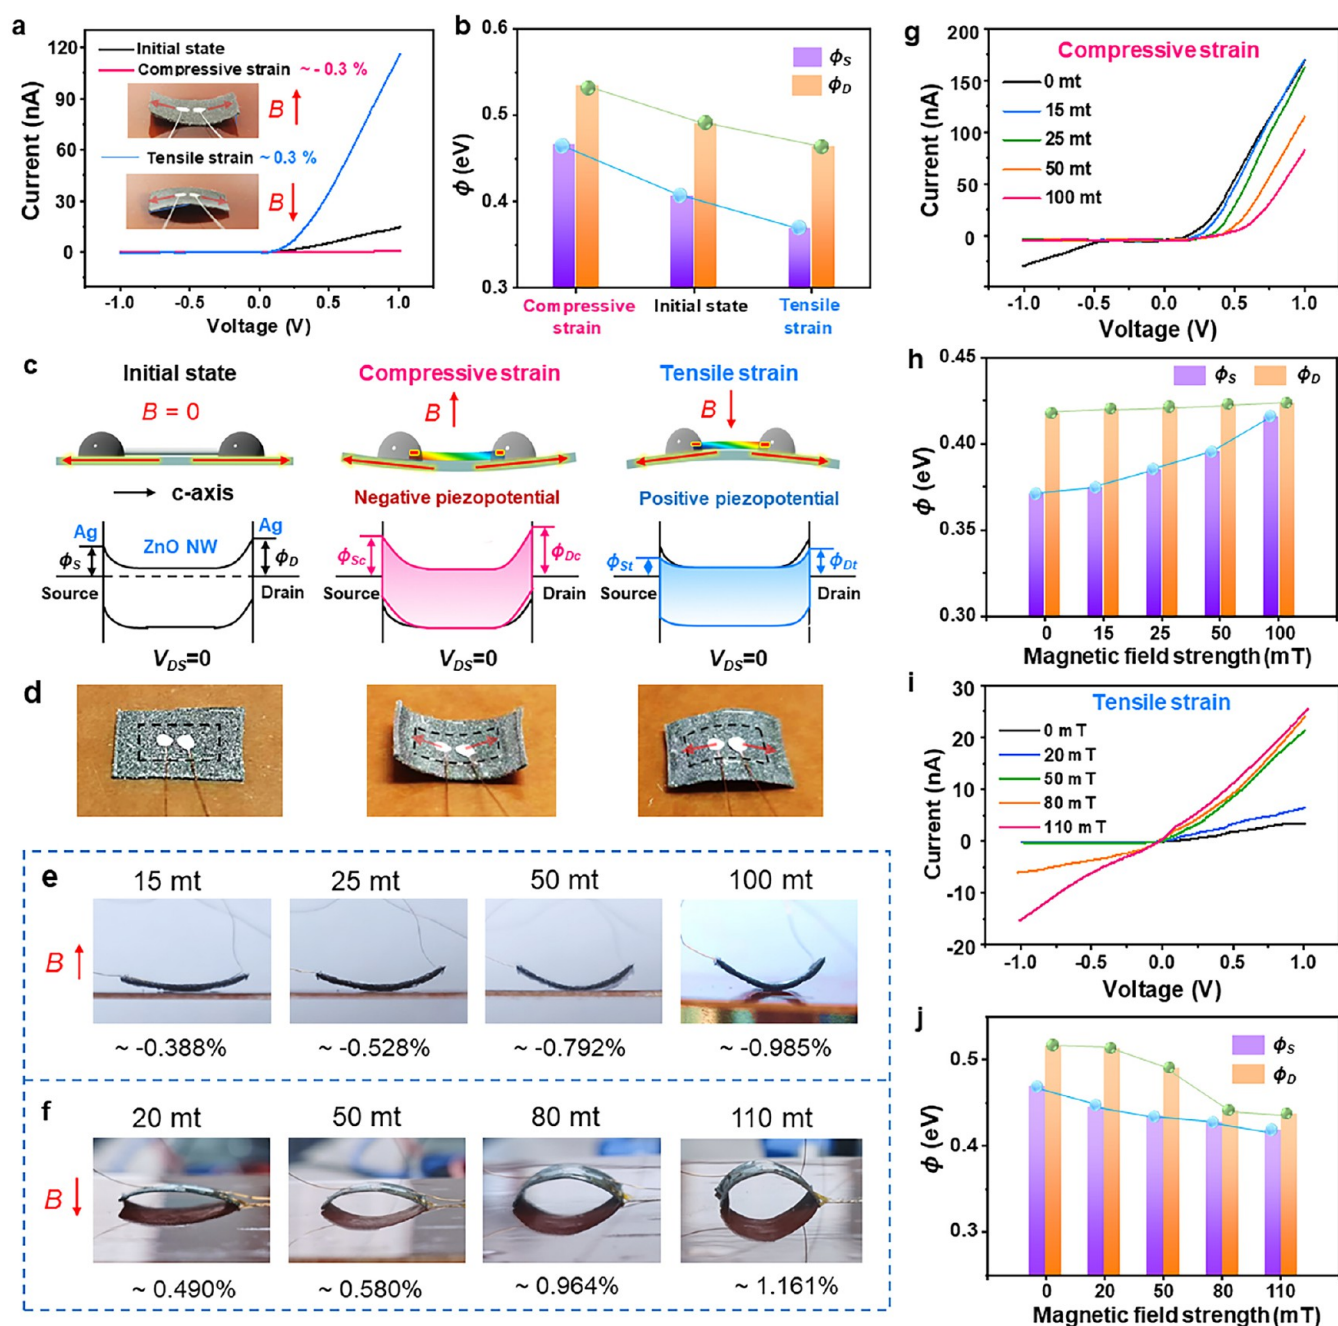 a
Current (nA)
120
90
60
30
0
Initial state
Compressive strain ~ - 0.3 %
B
Tensile strain ~ 0.3 %
B
-1.0 -0.5 0.0 0.5 1.0
Voltage (V)
b
ϕ (eV)
0.6
0.5
0.4
0.3
ϕS
ϕD
Compressive strain
Initial state
Tensile strain
c
Initial state
B = 0
c-axis
Ag
Ag
ZnO NW
ϕS
ϕD
Source
Drain
VDS=0
Compressive strain
B
Negative piezopotential
ϕSc
ϕDc
Source
Drain
VDS=0
Tensile strain
B
Positive piezopotential
ϕSt
ϕDt
Source
Drain
VDS=0
d
e
15 mt 25 mt 50 mt 100 mt
B
~ -0.388% ~ -0.528% ~ -0.792% ~ -0.985%
f
20 mt 50 mt 80 mt 110 mt
B
~ 0.490% ~ 0.580% ~ 0.964% ~ 1.161%
g
Current (nA)
200
150
100
50
0
-50
Compressive strain
0 mt
15 mt
25 mt
50 mt
100 mt
-1.0 -0.5 0.0 0.5 1.0
Voltage (V)
h
ϕ (eV)
0.45
0.40
0.35
0.30
ϕS ϕD
0 15 25 50 100
Magnetic field strength (mT)
i
Current (nA)
30
20
10
0
-10
-20
Tensile strain
0 m T
20 m T
50 m T
80 m T
110 m T
-1.0 -0.5 0.0 0.5 1.0
Voltage (V)
j
ϕ (eV)
0.5
0.4
0.3
ϕS
ϕD
0 20 50 80 110
Magnetic field strength (mT)